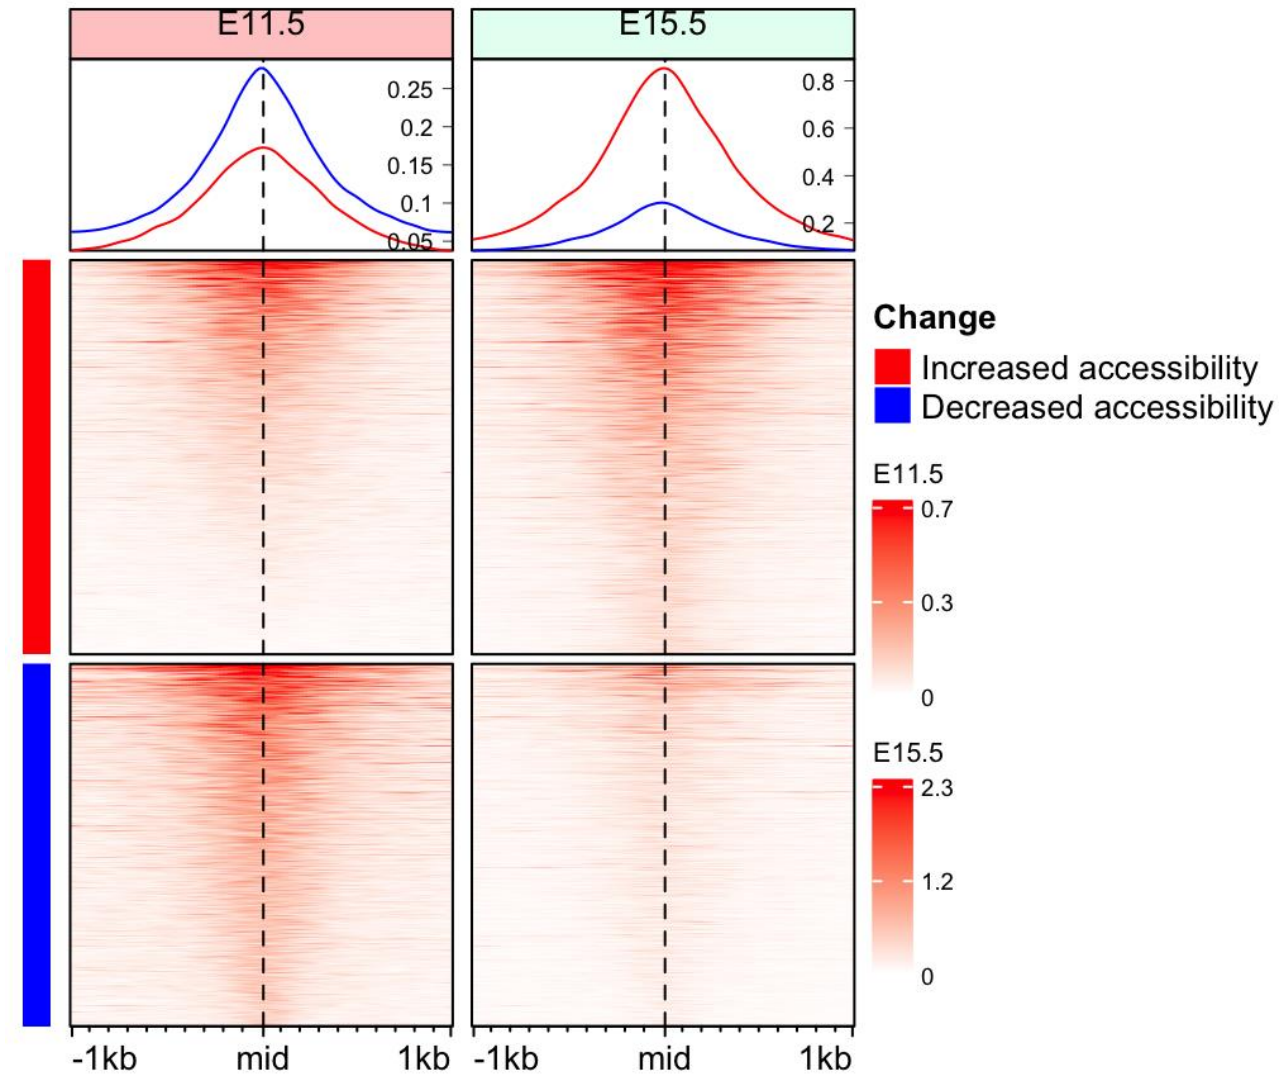 E11.5
E15.5
0.25
0.2
0.15
0.1
0.05
0.8
0.6
0.4
0.2
Change
Increased accessibility
Decreased accessibility
E11.5
0.7
0.3
0
E15.5
2.3
1.2
0
-1kb mid 1kb
-1kb mid 1kb